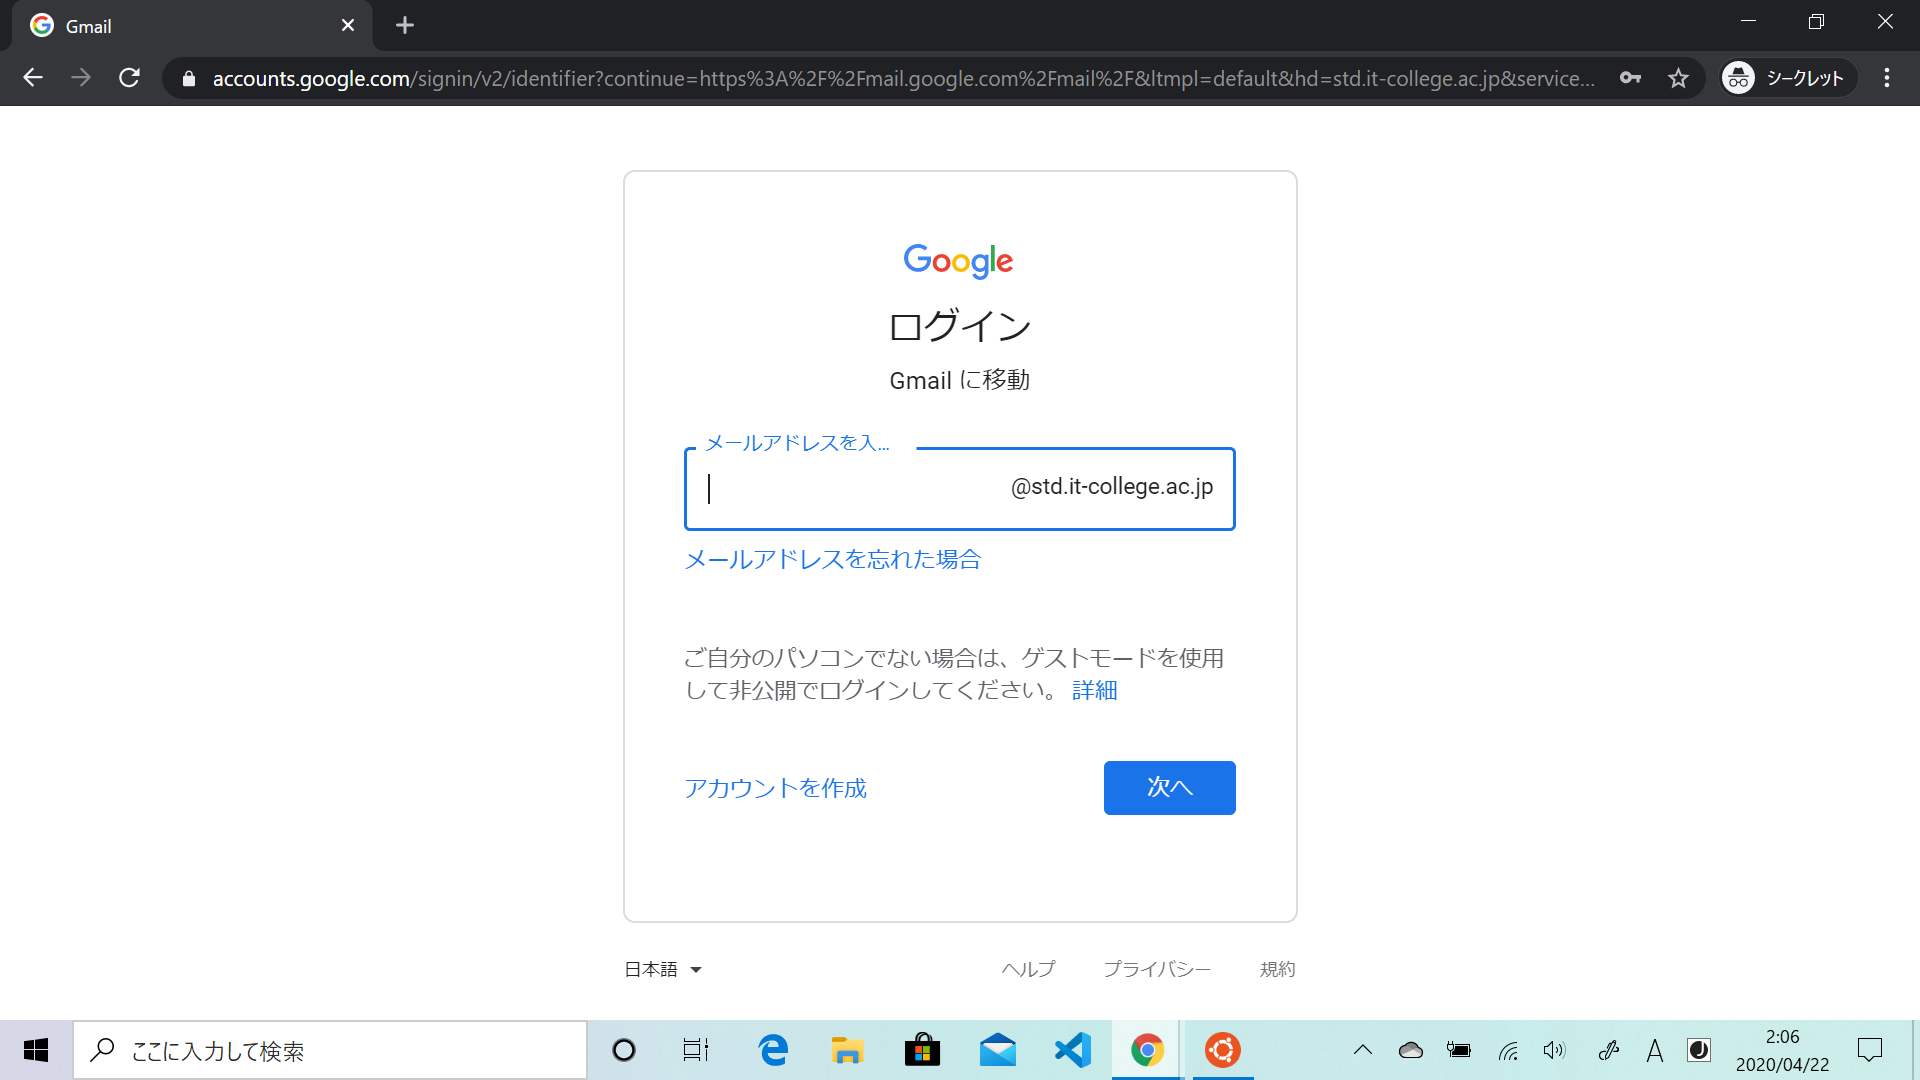 Gmail
accounts.google.com/signin/v2/identifier?continue=https%3A%2F%2Fmail.google.com%2Fmail%2F&ltmpl=default&hd=std.it-college.ac.jp&service...
シークレット
Google
ログイン
Gmail に移動
メールアドレスを入...
@std.it-college.ac.jp
メールアドレスを忘れた場合
ご自分のパソコンでない場合は、ゲストモードを使用
して非公開でログインしてください。 詳細
アカウントを作成
次へ
日本語
ヘルプ
プライバシー
規約
ここに入力して検索
A
J
2:06
2020/04/22